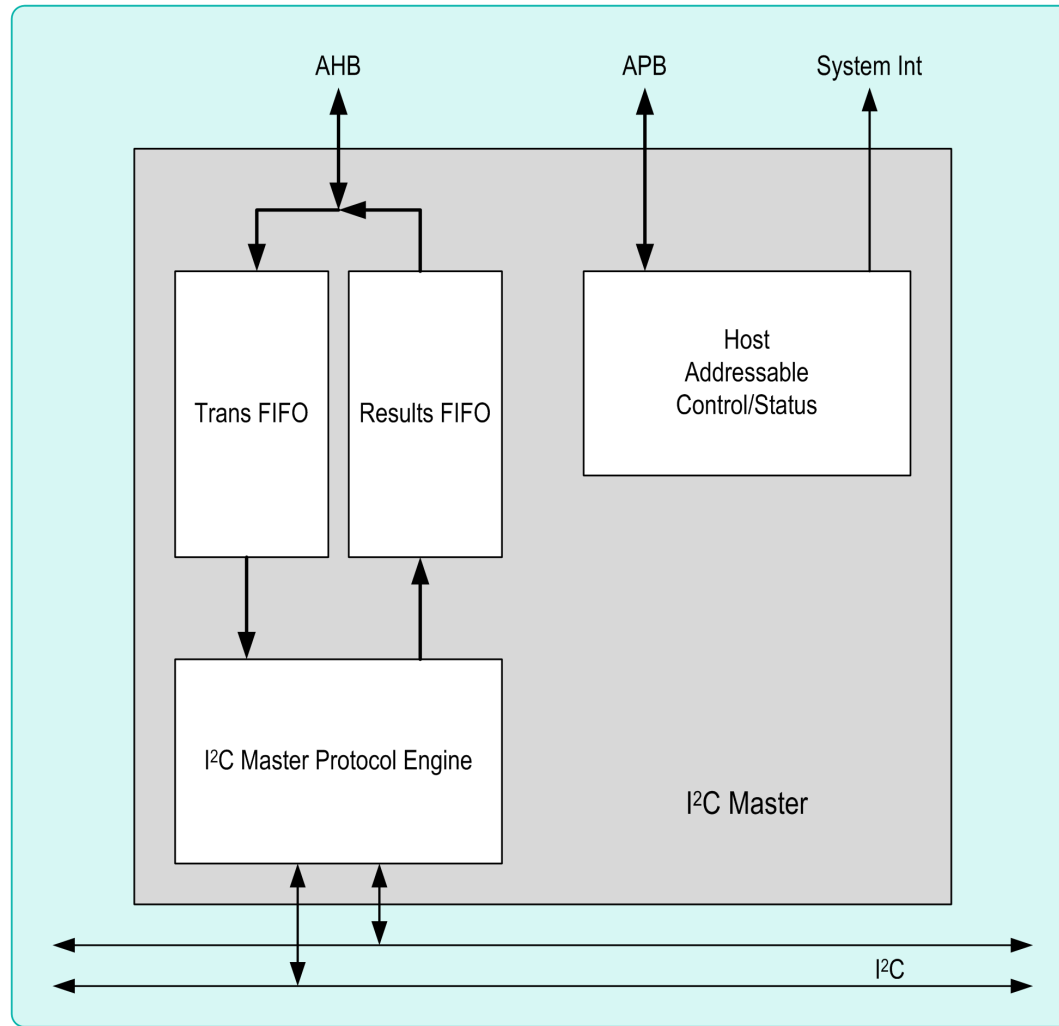 AHB
APB
System Int
Trans FIFO
Results FIFO
Host
Addressable
Control/Status
I²C Master Protocol Engine
I²C Master
I²C